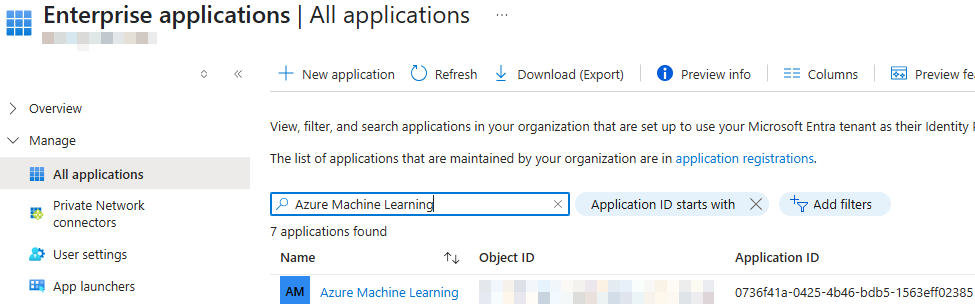 Enterprise applications | All applications ...
+ New application Refresh Download (Export) Preview info Columns Preview fea
Overview
Manage
All applications
Private Network
connectors
User settings
App launchers
View, filter, and search applications in your organization that are set up to use your Microsoft Entra tenant as their Identity P
The list of applications that are maintained by your organization are in application registrations.
Azure Machine Learning
Application ID starts with
Add filters
7 applications found
Name Object ID Application ID
AM Azure Machine Learning 0736f41a-0425-4b46-bdb5-1563eff02385